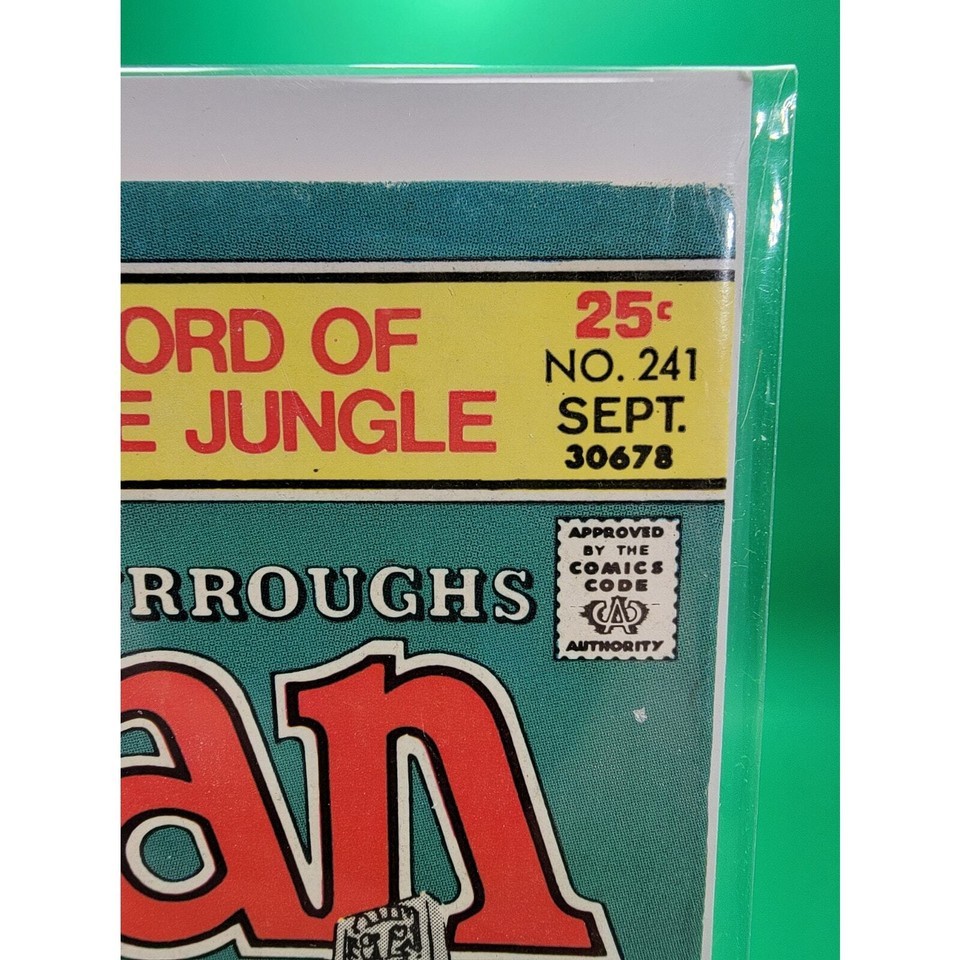 ORD OF
E JUNGLE
25¢
NO. 241
SEPT.
30678
APPROVED
BY THE
COMICS
CODE
CA
AUTHORITY
RROUGHS
an